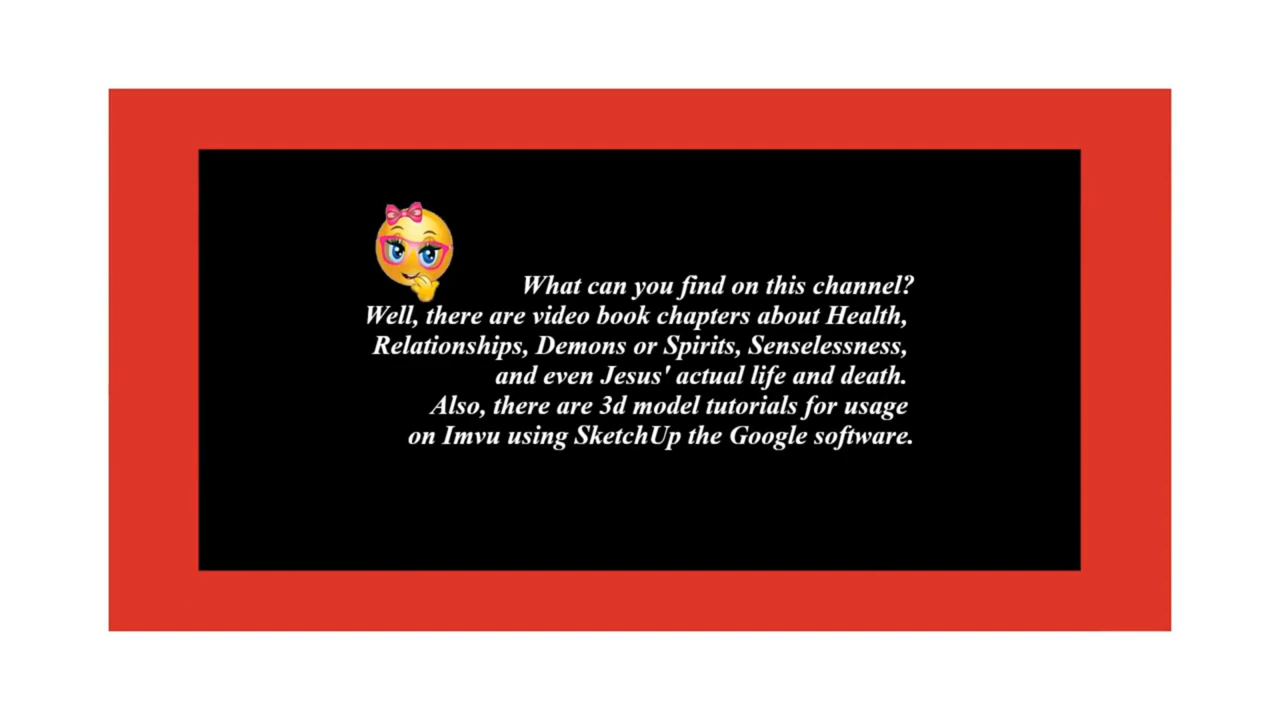 What can you find on this channel?
Well, there are video book chapters about Health,
Relationships, Demons or Spirits, Senselessness,
and even Jesus' actual life and death.
Also, there are 3d model tutorials for usage
on Imvu using SketchUp the Google software.